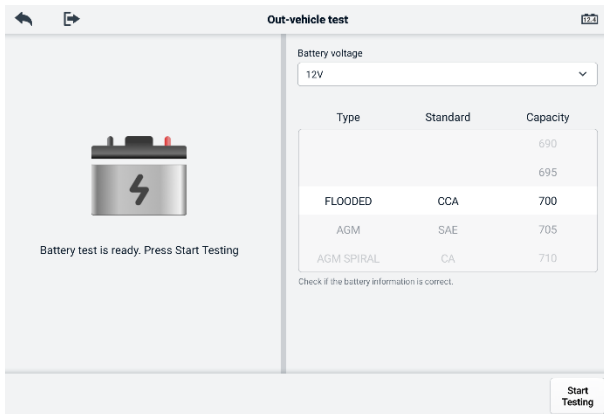 Out-vehicle test
12.4
Battery test is ready. Press Start Testing
Battery voltage
12V
Type Standard Capacity
690
695
FLOODED CCA 700
AGM SAE 705
AGM SPIRAL CA 710
Check if the battery information is correct.
Start
Testing